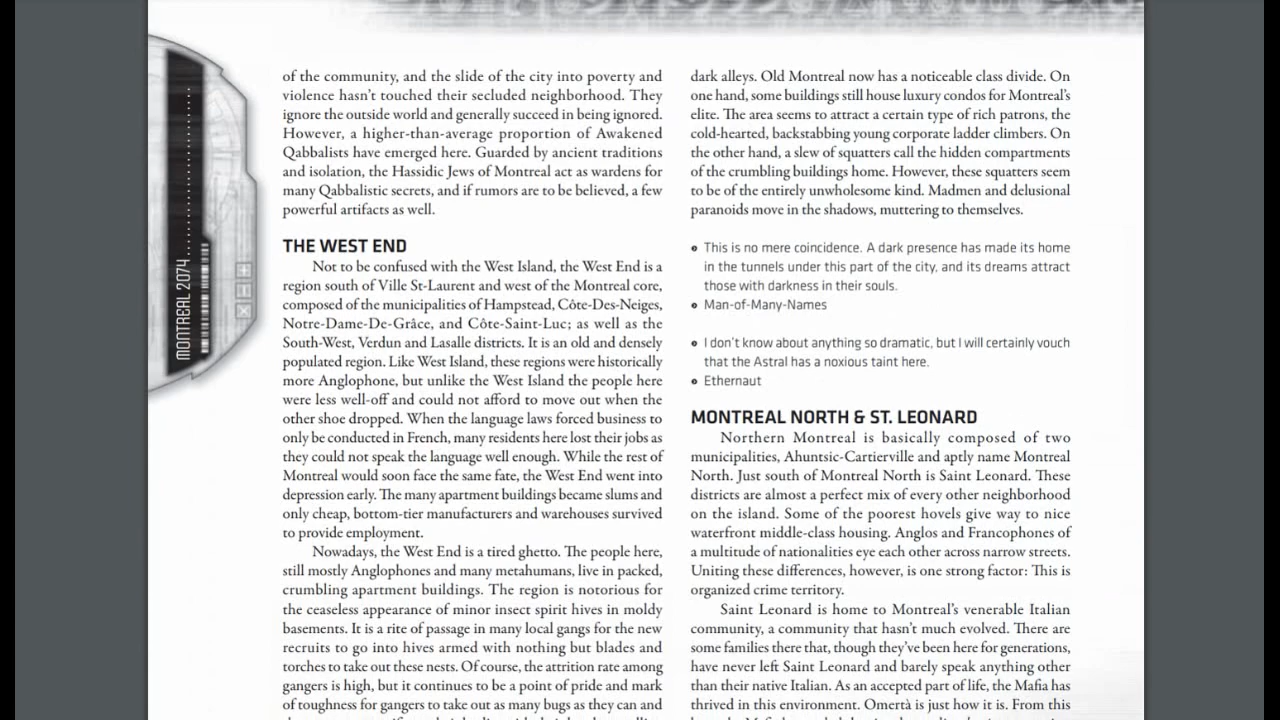 MONTREAL 2074
of the community, and the slide of the city into poverty and
violence hasn't touched their secluded neighborhood. They
ignore the outside world and generally succeed in being ignored.
However, a higher-than-average proportion of Awakened
Qabbalists have emerged here. Guarded by ancient traditions
and isolation, the Hassidic Jews of Montreal act as wardens for
many Qabbalistic secrets, and if rumors are to be believed, a few
powerful artifacts as well.
THE WEST END
Not to be confused with the West Island, the West End is a
region south of Ville St-Laurent and west of the Montreal core,
composed of the municipalities of Hampstead, Côte-Des-Neiges,
Notre-Dame-De-Grâce, and Côte-Saint-Luc; as well as the
South-West, Verdun and Lasalle districts. It is an old and densely
populated region. Like West Island, these regions were historically
more Anglophone, but unlike the West Island the people here
were less well-off and could not afford to move out when the
other shoe dropped. When the language laws forced business to
only be conducted in French, many residents here lost their jobs as
they could not speak the language well enough. While the rest of
Montreal would soon face the same fate, the West End went into
depression early. The many apartment buildings became slums and
only cheap, bottom-tier manufacturers and warehouses survived
to provide employment.
Nowadays, the West End is a tired ghetto. The people here,
still mostly Anglophones and many metahumans, live in packed,
crumbling apartment buildings. The region is notorious for
the ceaseless appearance of minor insect spirit hives in moldy
basements. It is a rite of passage in many local gangs for the new
recruits to go into hives armed with nothing but blades and
torches to take out these nests. Of course, the attrition rate among
gangers is high, but it continues to be a point of pride and mark
of toughness for gangers to take out as many bugs as they can and
dark alleys. Old Montreal now has a noticeable class divide. On
one hand, some buildings still house luxury condos for Montreal's
elite. The area seems to attract a certain type of rich patrons, the
cold-hearted, backstabbing young corporate ladder climbers. On
the other hand, a slew of squatters call the hidden compartments
of the crumbling buildings home. However, these squatters seem
to be of the entirely unwholesome kind. Madmen and delusional
paranoids move in the shadows, muttering to themselves.
This is no mere coincidence. A dark presence has made its home
in the tunnels under this part of the city, and its dreams attract
those with darkness in their souls.
Man-of-Many-Names
I don't know about anything so dramatic, but I will certainly vouch
that the Astral has a noxious taint here.
Ethernaut
MONTREAL NORTH & ST. LEONARD
Northern Montreal is basically composed of two
municipalities, Ahuntsic-Cartierville and aptly name Montreal
North. Just south of Montreal North is Saint Leonard. These
districts are almost a perfect mix of every other neighborhood
on the island. Some of the poorest hovels give way to nice
waterfront middle-class housing. Anglos and Francophones of
a multitude of nationalities eye each other across narrow streets.
Uniting these differences, however, is one strong factor: This is
organized crime territory.
Saint Leonard is home to Montreal's venerable Italian
community, a community that hasn't much evolved. There are
some families there that, though they've been here for generations,
have never left Saint Leonard and barely speak anything other
than their native Italian. As an accepted part of life, the Mafia has
thrived in this environment. Omertà is just how it is. From this